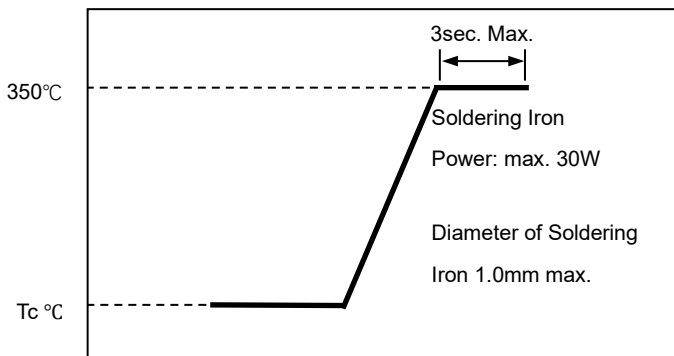 3sec. Max.
350℃
Soldering Iron
Power: max. 30W
Diameter of Soldering
Iron 1.0mm max.
Tc ℃